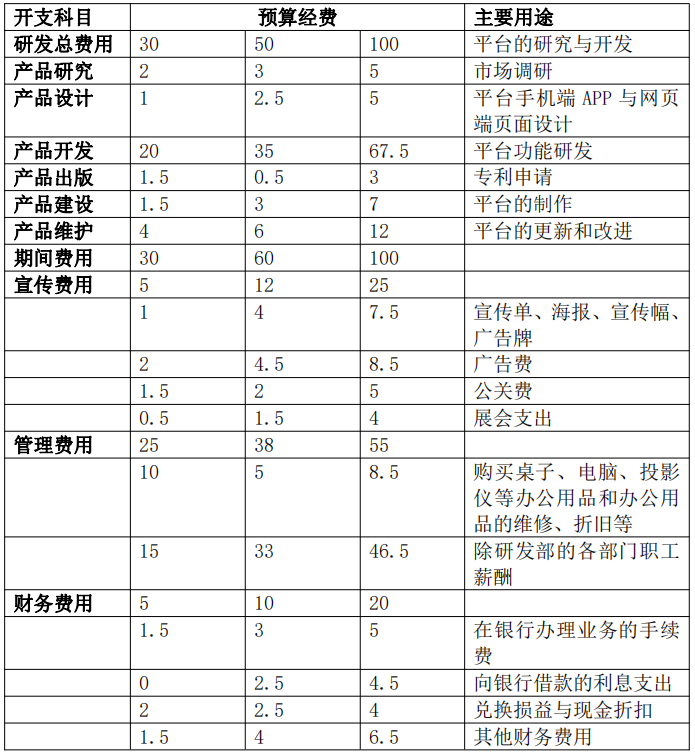 开支科目 预算经费 主要用途
研发总费用 30 50 100 平台的研究与开发
产品研究 2 3 5 市场调研
产品设计 1 2.5 5 平台手机端 APP 与网页
端页面设计
产品开发 20 35 67.5 平台功能研发
产品出版 1.5 0.5 3 专利申请
产品建设 1.5 3 7 平台的制作
产品维护 4 6 12 平台的更新和改进
期间费用 30 60 100
宣传费用 5 12 25
1 4 7.5 宣传单、海报、宣传幅、
广告牌
2 4.5 8.5 广告费
1.5 2 5 公关费
0.5 1.5 4 展会支出
管理费用 25 38 55
10 5 8.5 购买桌子、电脑、投影
仪等办公用品和办公用
品的维修、折旧等
15 33 46.5 除研发部的各部门职工
薪酬
财务费用 5 10 20
1.5 3 5 在银行办理业务的手续
费
0 2.5 4.5 向银行借款的利息支出
2 2.5 4 兑换损益与现金折扣
1.5 4 6.5 其他财务费用